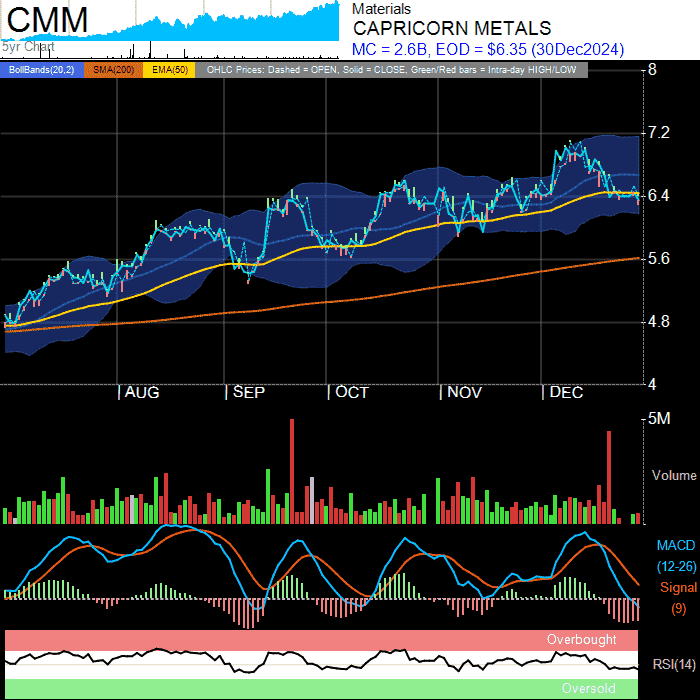 CMM
5yr Chart
Materials
CAPRICORN METALS
MC = 2.6B, EOD = $6.35 (30Dec2024)
BollBands(20,2) SMA(200) EMA(50) OHLC Prices: Dashed = OPEN, Solid = CLOSE, Green/Red bars = Intra-day HIGH/LOW
8
7.2
6.4
5.6
4.8
4
AUG SEP OCT NOV DEC
5M
Volume
MACD
(12-26)
Signal
(9)
Overbought
RSI(14)
Oversold